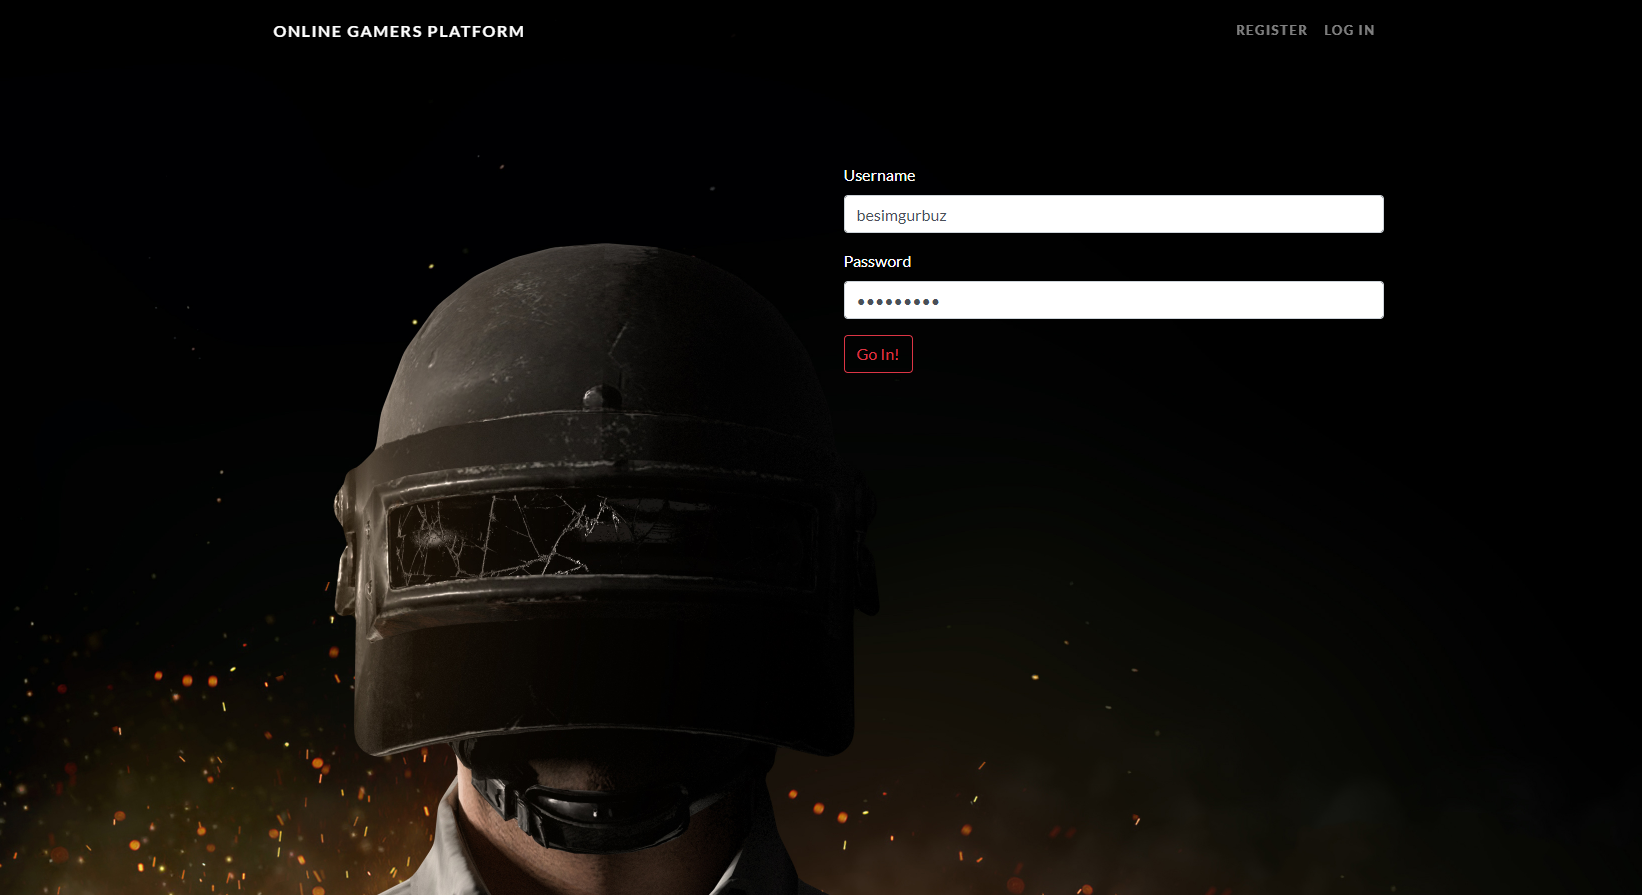 ONLINE GAMERS PLATFORM
REGISTER LOG IN
Username
besimgurbuz
Password
•••••••••
Go In!